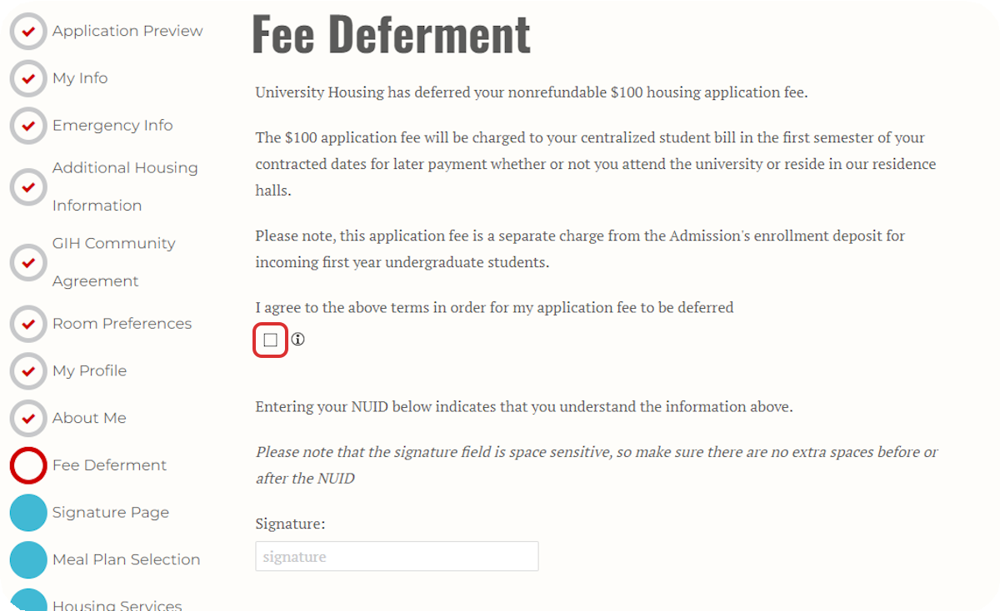 Application Preview
My Info
Emergency Info
Additional Housing
Information
GIH Community
Agreement
Room Preferences
My Profile
About Me
Fee Deferment
Signature Page
Meal Plan Selection
Housing Services
Fee Deferment
University Housing has deferred your nonrefundable $100 housing application fee.
The $100 application fee will be charged to your centralized student bill in the first semester of your
contracted dates for later payment whether or not you attend the university or reside in our residence
halls.
Please note, this application fee is a separate charge from the Admission's enrollment deposit for
incoming first year undergraduate students.
I agree to the above terms in order for my application fee to be deferred
Entering your NUID below indicates that you understand the information above.
Please note that the signature field is space sensitive, so make sure there are no extra spaces before or
after the NUID
Signature:
signature